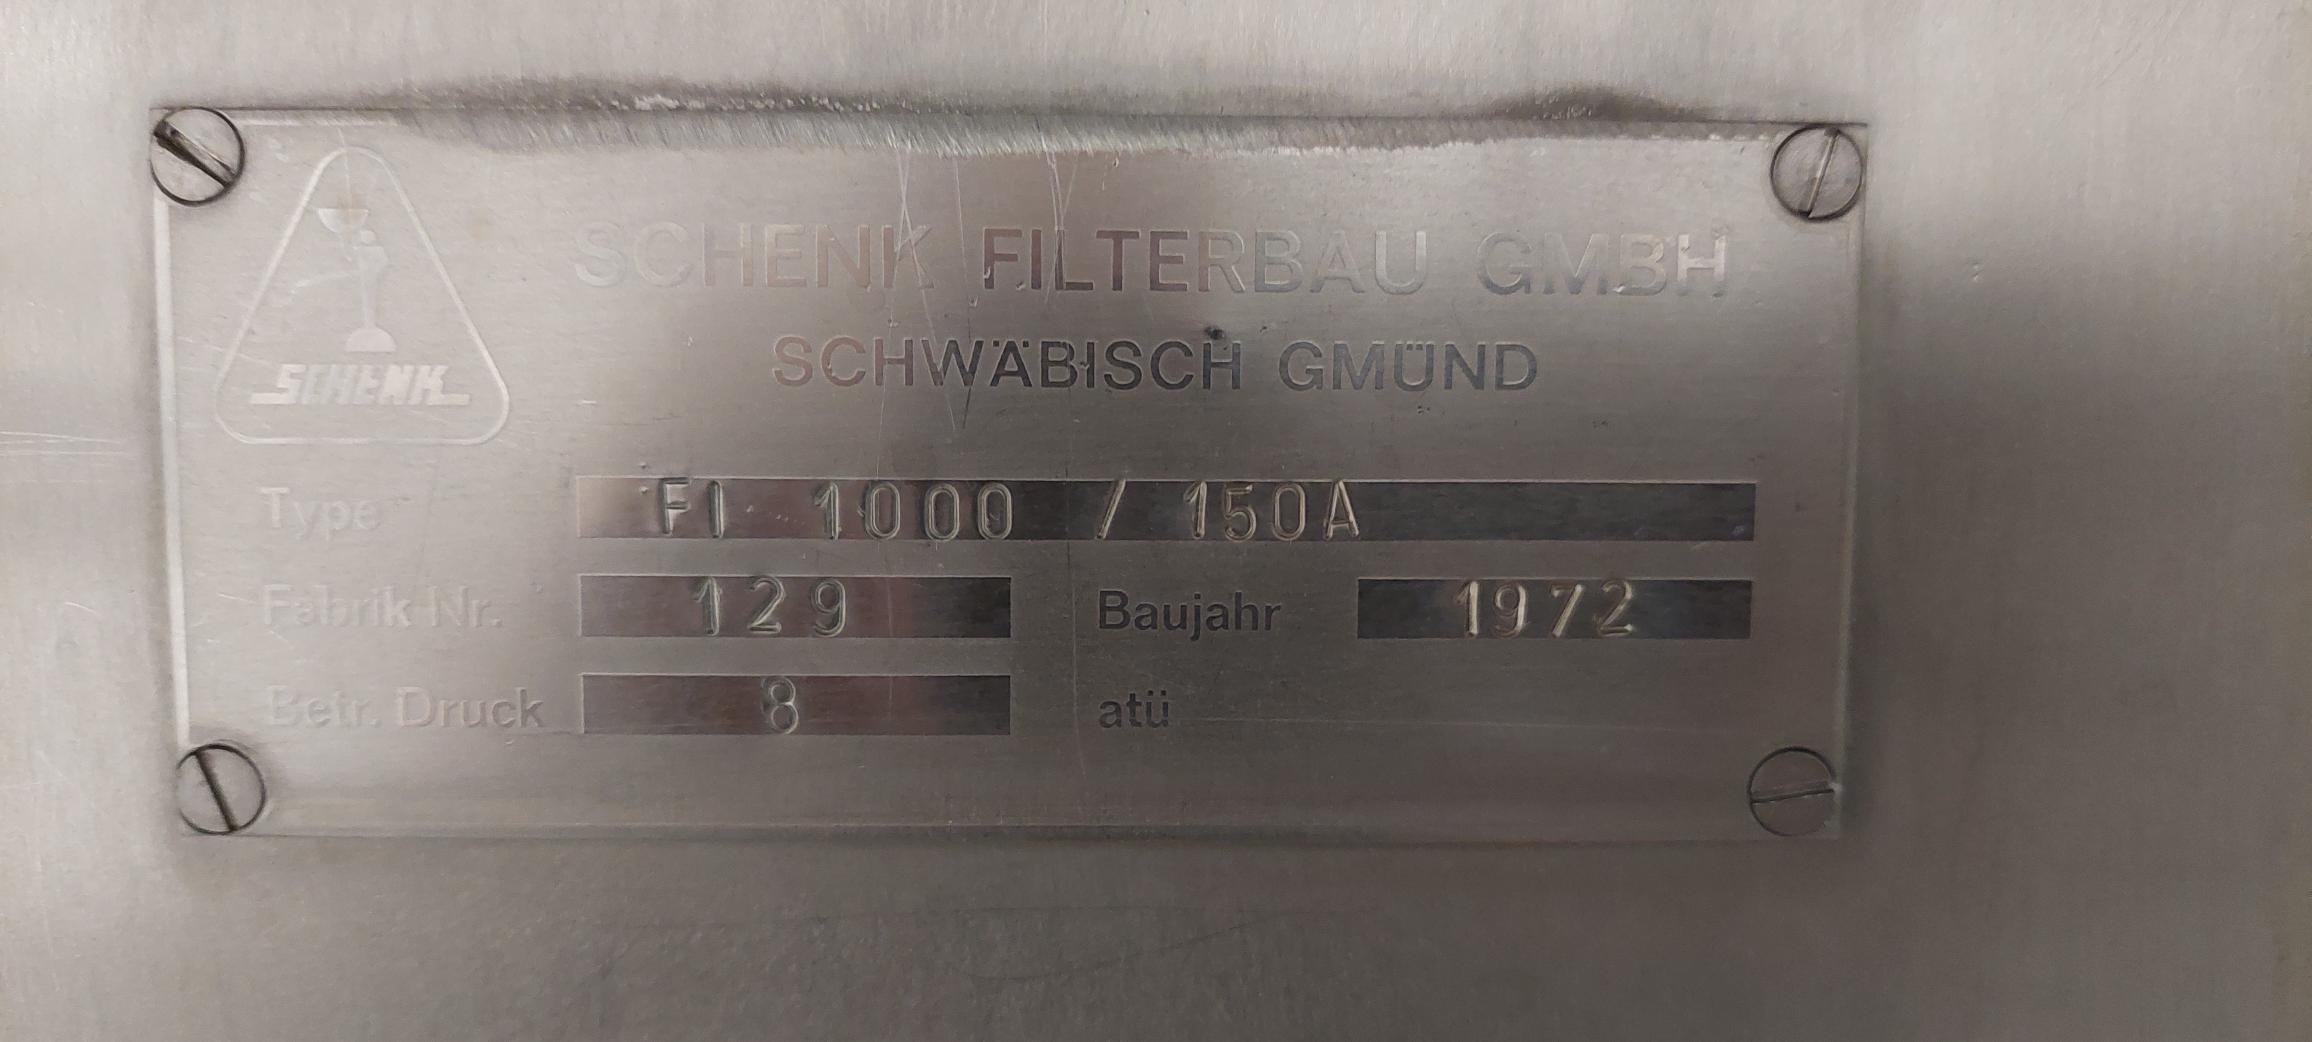 SCHENK FILTERBAU GMBH
SCHWÄBISCH GMÜND
SCHENK
Type FI 1000 / 150A
Fabrik Nr. 129 Baujahr 1972
Betr. Druck 8 atü